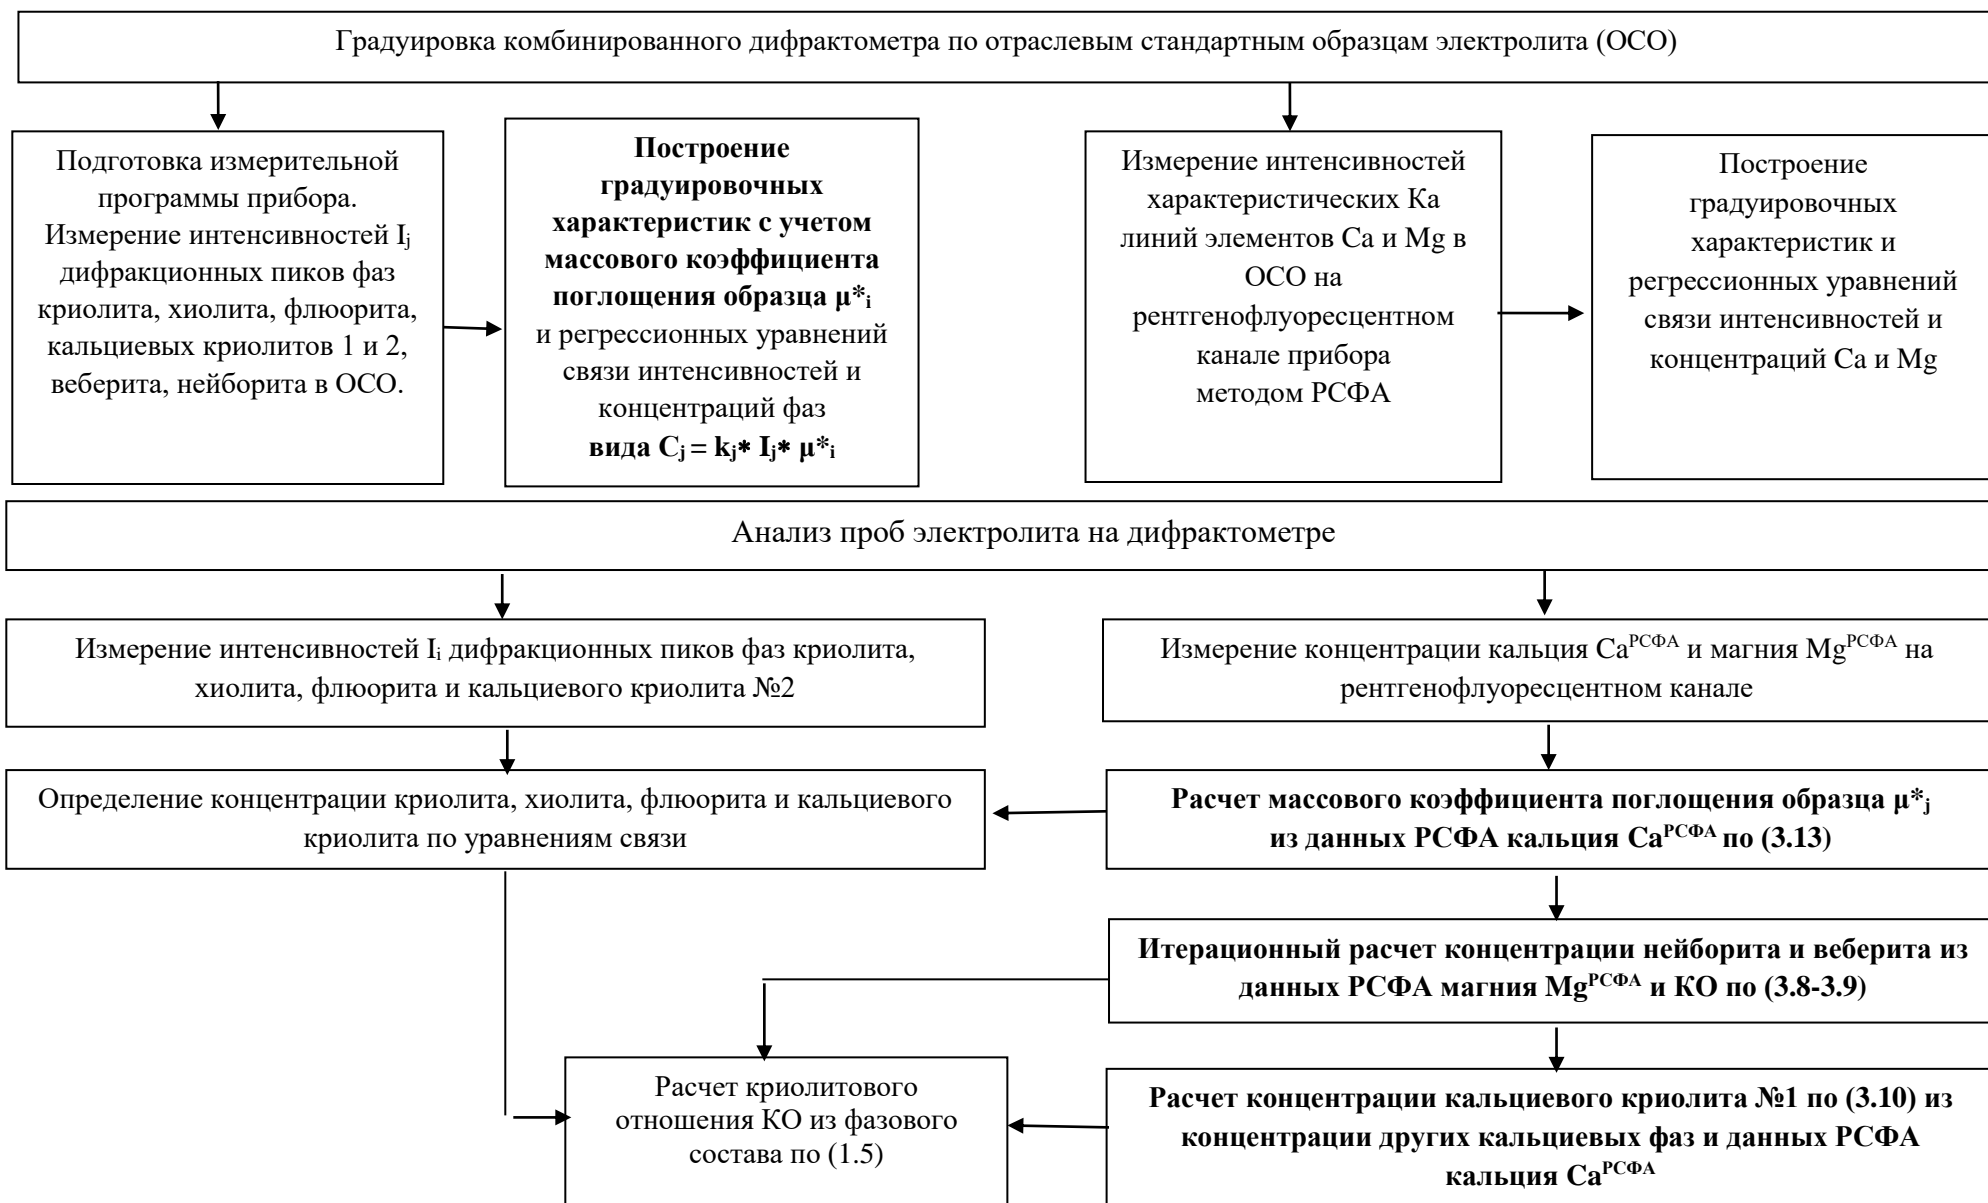 Градуировка комбинированного дифрактометра по отраслевым стандартным образцам электролита (ОСО)
Подготовка измерительной
программы прибора.
Измерение интенсивностей Ij
дифракционных пиков фаз
криолита, хиолита, флюорита,
кальциевых криолитов 1 и 2,
веберита, нейборита в ОСО.
Построение
градуировочных
характеристик с учетом
массового коэффициента
поглощения образца μ*i
и регрессионных уравнений
связи интенсивностей и
концентраций фаз
вида Cj = kj* Ij* μ*i
Измерение интенсивностей
характеристических Ка
линий элементов Ca и Mg в
ОСО на
рентгенофлуоресцентном
канале прибора
методом РСФА
Построение
градуировочных
характеристик и
регрессионных уравнений
связи интенсивностей и
концентраций Ca и Mg
Анализ проб электролита на дифрактометре
Измерение интенсивностей Ii дифракционных пиков фаз криолита,
хиолита, флюорита и кальциевого криолита №2
Измерение концентрации кальция CaРСФА и магния MgРСФА на
рентгенофлуоресцентном канале
Определение концентрации криолита, хиолита, флюорита и кальциевого
криолита по уравнениям связи
Расчет массового коэффициента поглощения образца μ*j
из данных РСФА кальция CaРСФА по (3.13)
Итерационный расчет концентрации нейборита и веберита из
данных РСФА магния MgРСФА и КО по (3.8-3.9)
Расчет криолитового
отношения КО из фазового
состава по (1.5)
Расчет концентрации кальциевого криолита №1 по (3.10) из
концентрации других кальциевых фаз и данных РСФА
кальция CaРСФА